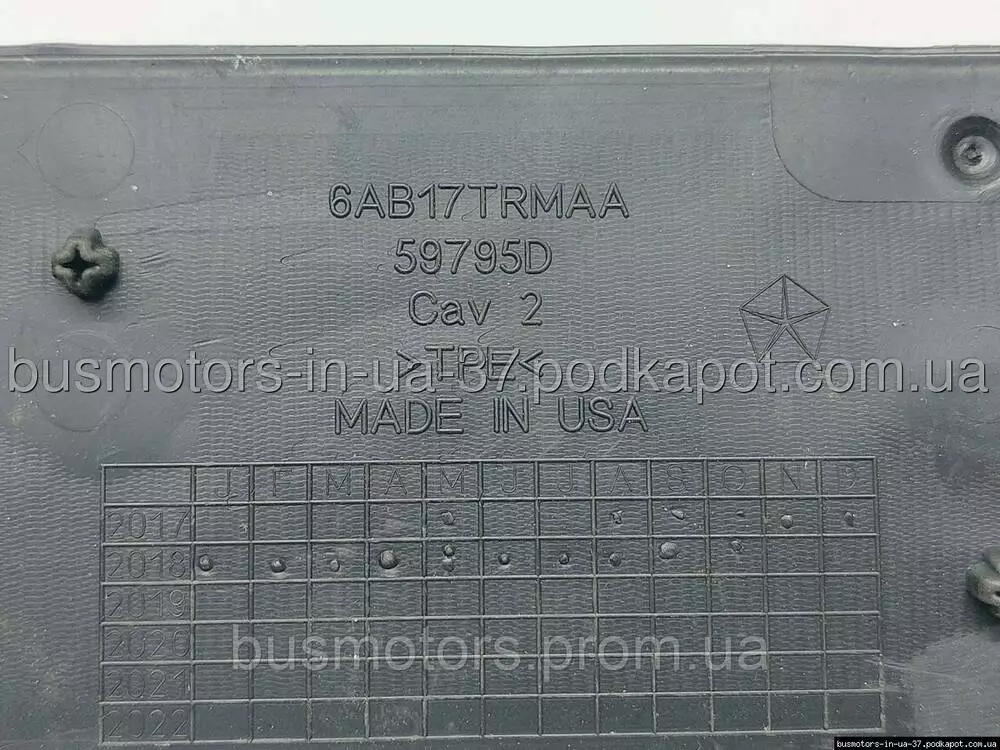 6AB17TRMAA
59795D
Cav 2
>TPE<
busmotors-in-ua-37.podkapot.com.ua
MADE IN USA
J F M A M J J A S O N D
2017
2018
2019
2020
busmotors.prom.ua
2021
2022
busmotors-in-ua-37.podkapot.com.ua